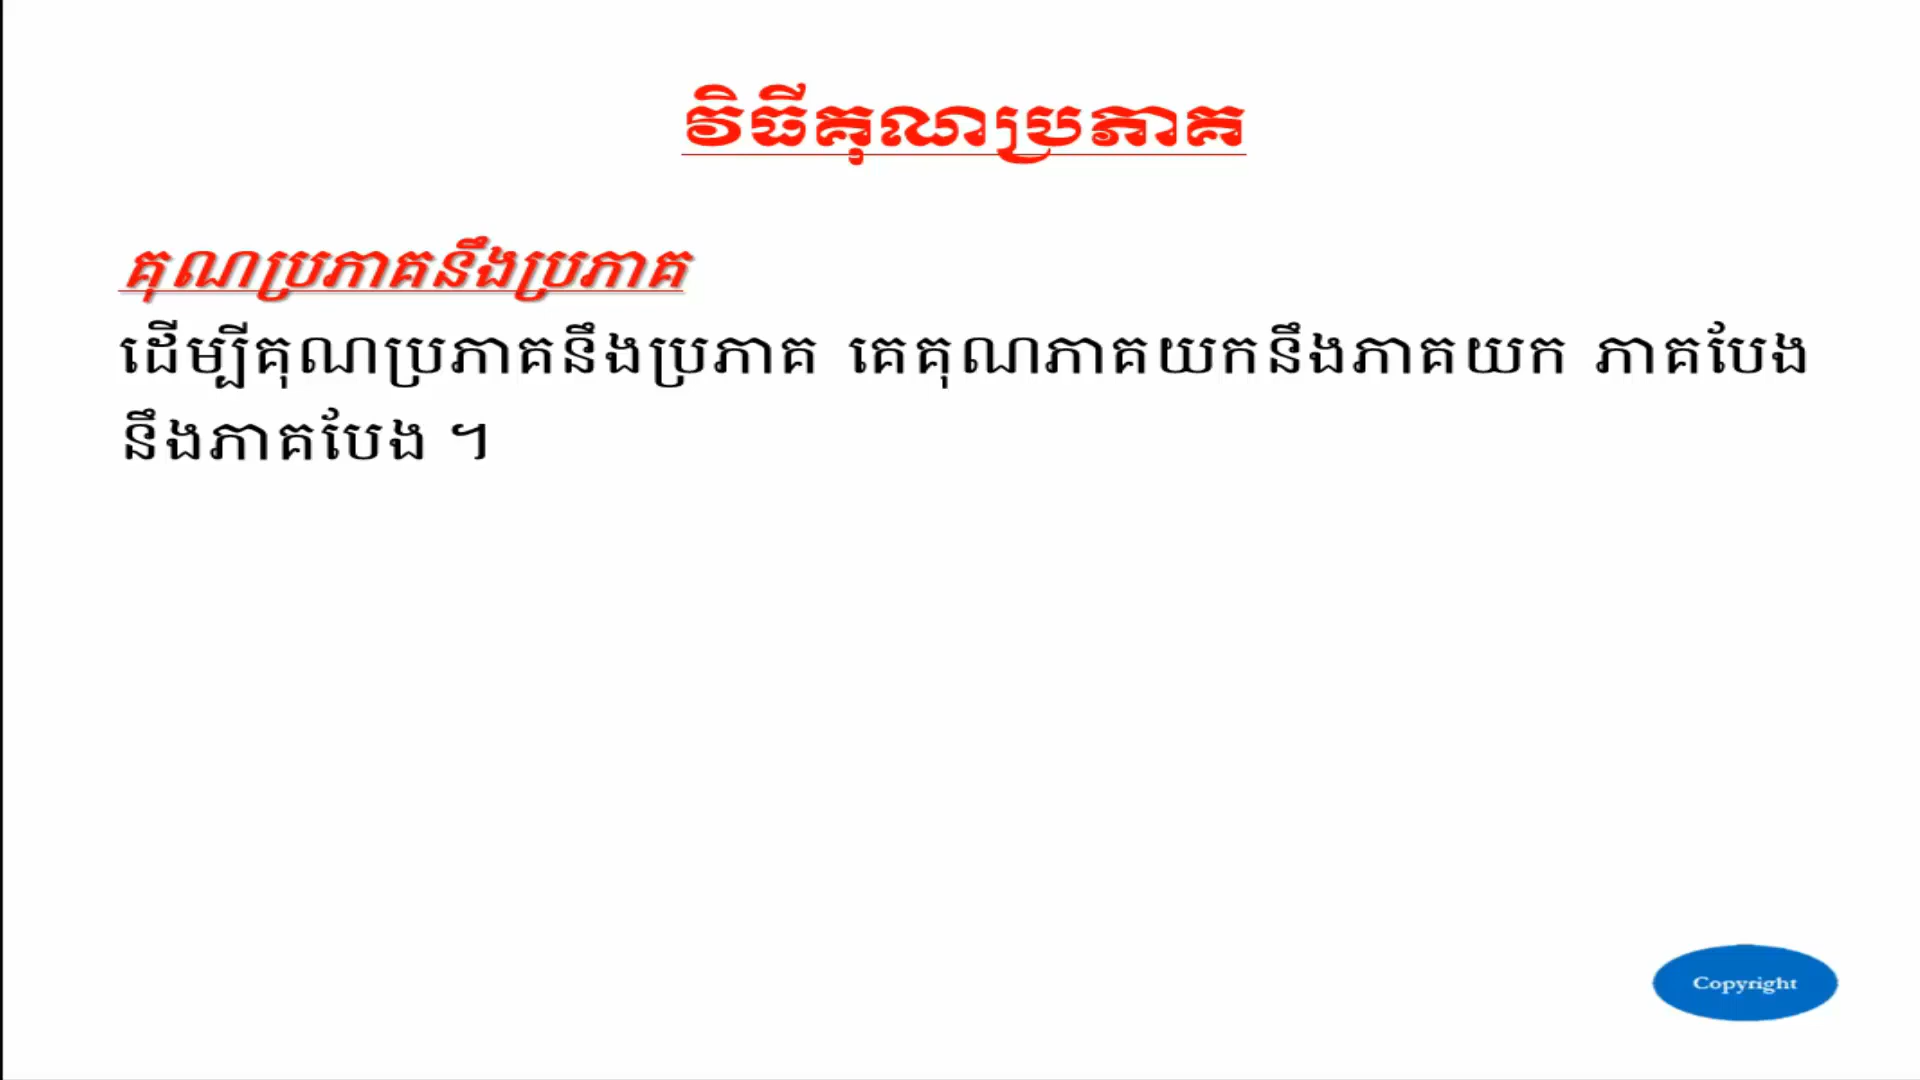 វិធីគុណប្រភាគ
គុណប្រភាគនឹងប្រភាគ
ដើម្បីគុណប្រភាគនឹងប្រភាគ គេគុណភាគយកនឹងភាគយក ភាគបែង
នឹងភាគបែង ។
Copyright